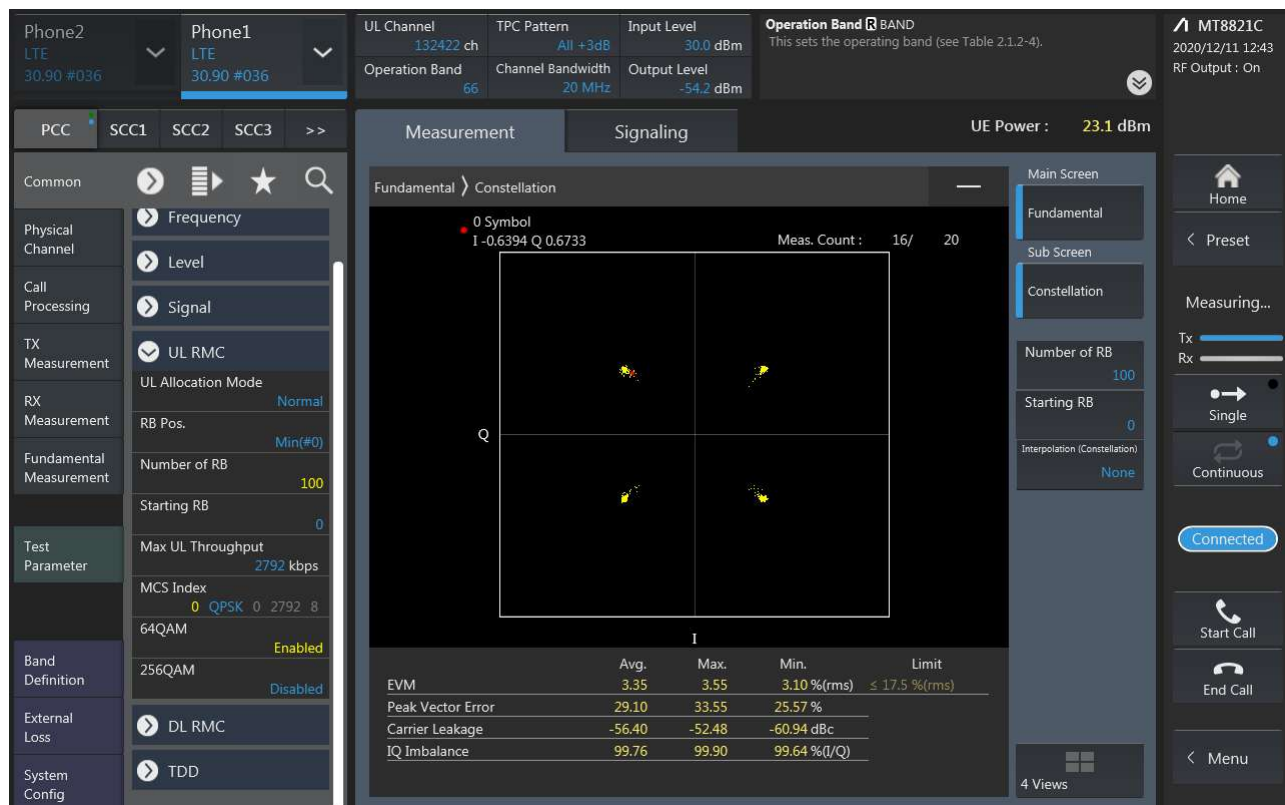 Phone2
LTE
30.90 #036
Phone1
LTE
30.90 #036
UL Channel
132422 ch
TPC Pattern
All +3dB
Input Level
30.0 dBm
Operation Band
66
Channel Bandwidth
20 MHz
Output Level
-54.2 dBm
Operation Band R BAND
This sets the operating band (see Table 2.1.2-4).
MT8821C
2020/12/11 12:43
RF Output : On
PCC SCC1 SCC2 SCC3 >>
Measurement
Signaling
UE Power : 23.1 dBm
Common
Physical
Channel
Call
Processing
TX
Measurement
RX
Measurement
Fundamental
Measurement
Test
Parameter
Band
Definition
External
Loss
System
Config
Frequency
Level
Signal
UL RMC
UL Allocation Mode
Normal
RB Pos.
Min(#0)
Number of RB
100
Starting RB
0
Max UL Throughput
2792 kbps
MCS Index
0 QPSK 0 2792 8
64QAM
Enabled
256QAM
Disabled
DL RMC
TDD
Fundamental 〉 Constellation
0 Symbol
I -0.6394 Q 0.6733
Meas. Count : 16/ 20
Q
I
Avg. Max. Min. Limit
EVM 3.35 3.55 3.10 %(rms) ≤ 17.5 %(rms)
Peak Vector Error 29.10 33.55 25.57 %
Carrier Leakage -56.40 -52.48 -60.94 dBc
IQ Imbalance 99.76 99.90 99.64 %(I/Q)
Main Screen
Fundamental
Sub Screen
Constellation
Number of RB
100
Starting RB
0
Interpolation (Constellation)
None
4 Views
Home
< Preset
Measuring...
Tx
Rx
Single
Continuous
Connected
Start Call
End Call
< Menu